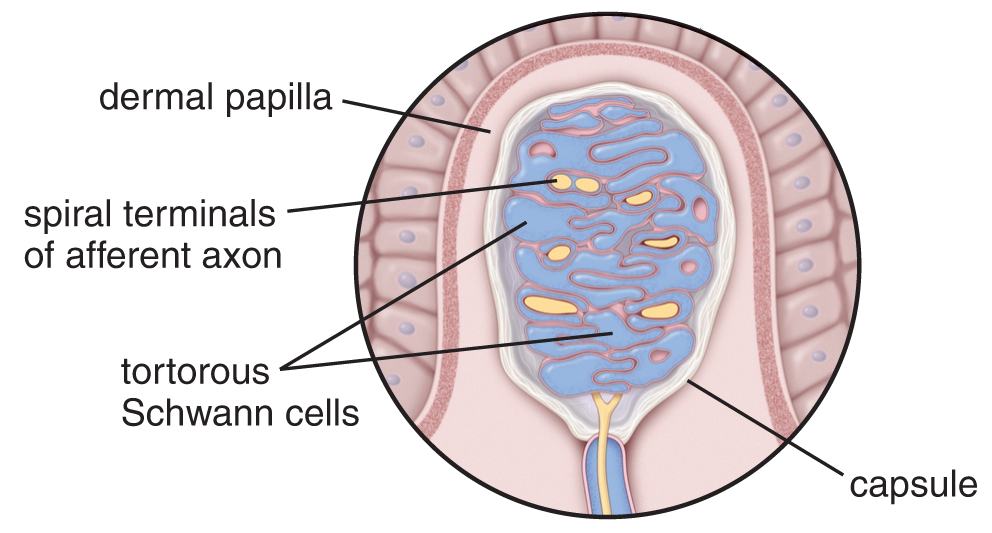 dermal papilla
spiral terminals
of afferent axon
tortorous
Schwann cells
capsule